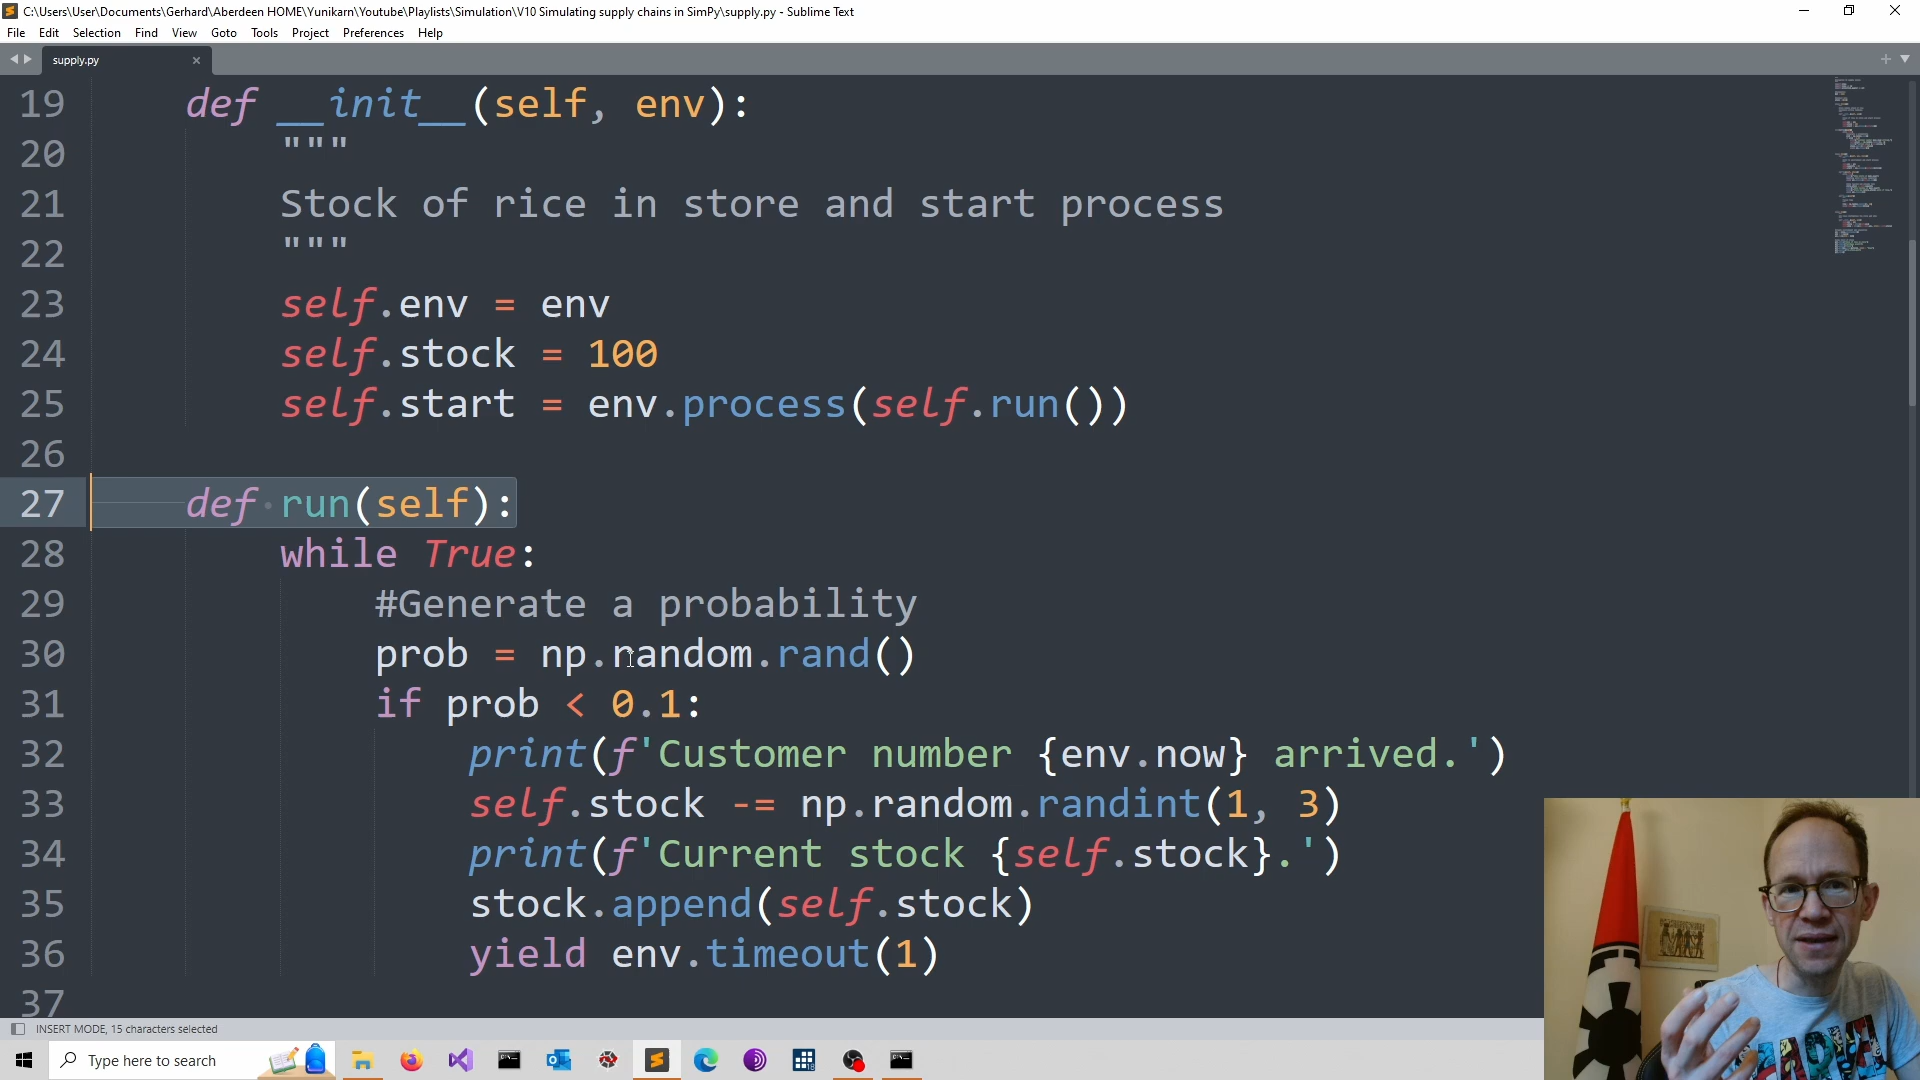 C:\Users\User\Documents\Gerhard\Aberdeen HOME\Yunikarn\Youtube\Playlists\Simulation\V10 Simulating supply chains in SimPy\supply.py - Sublime Text
File Edit Selection Find View Goto Tools Project Preferences Help
supply.py
19 def __init__(self, env):
20 """
21 Stock of rice in store and start process
22 """
23 self.env = env
24 self.stock = 100
25 self.start = env.process(self.run())
26
27 def run(self):
28 while True:
29 #Generate a probability
30 prob = np.random.rand()
31 if prob < 0.1:
32 print(f'Customer number {env.now} arrived.')
33 self.stock -= np.random.randint(1, 3)
34 print(f'Current stock {self.stock}.')
35 stock.append(self.stock)
36 yield env.timeout(1)
37
INSERT MODE, 15 characters selected
Type here to search